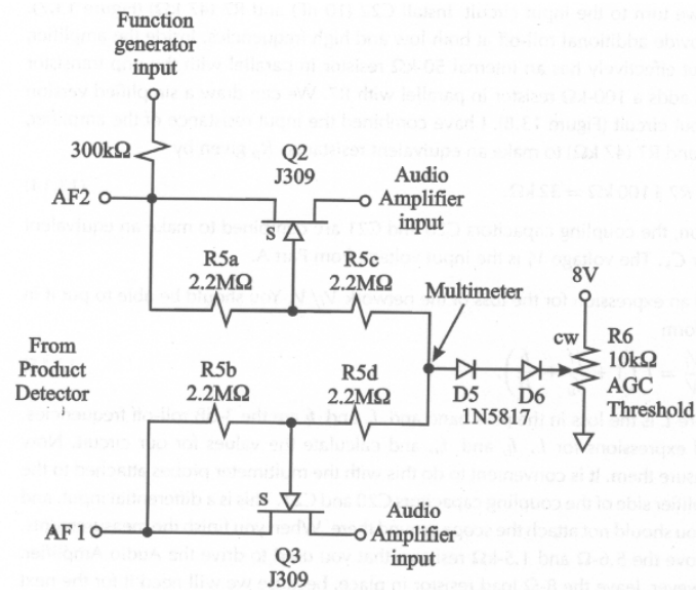 Function
generator
input
300kΩ
Q2
J309
Audio
Amplifier
input
AF2
S
R5a
2.2MΩ
R5c
2.2MΩ
Multimeter
8V
From
Product
Detector
R5b
2.2MΩ
R5d
2.2MΩ
D5
D6
1N5817
cw
R6
10kΩ
AGC
Threshold
S
AF 1
Q3
J309
Audio
Amplifier
input